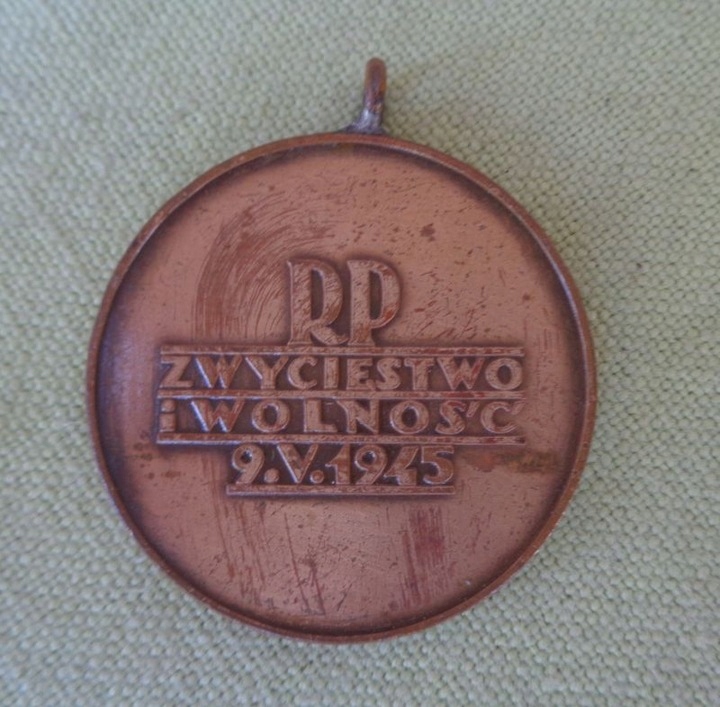 RP
ZWYCIĘSTWO
i WOLNOŚĆ
9.V.1945